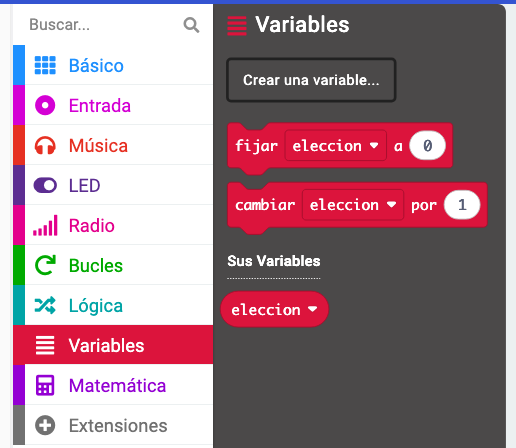 Buscar...
Básico
Entrada
Música
LED
Radio
Bucles
Lógica
Variables
Matemática
Extensiones
Variables
Crear una variable...
fijar eleccion a 0
cambiar eleccion por 1
Sus Variables
eleccion